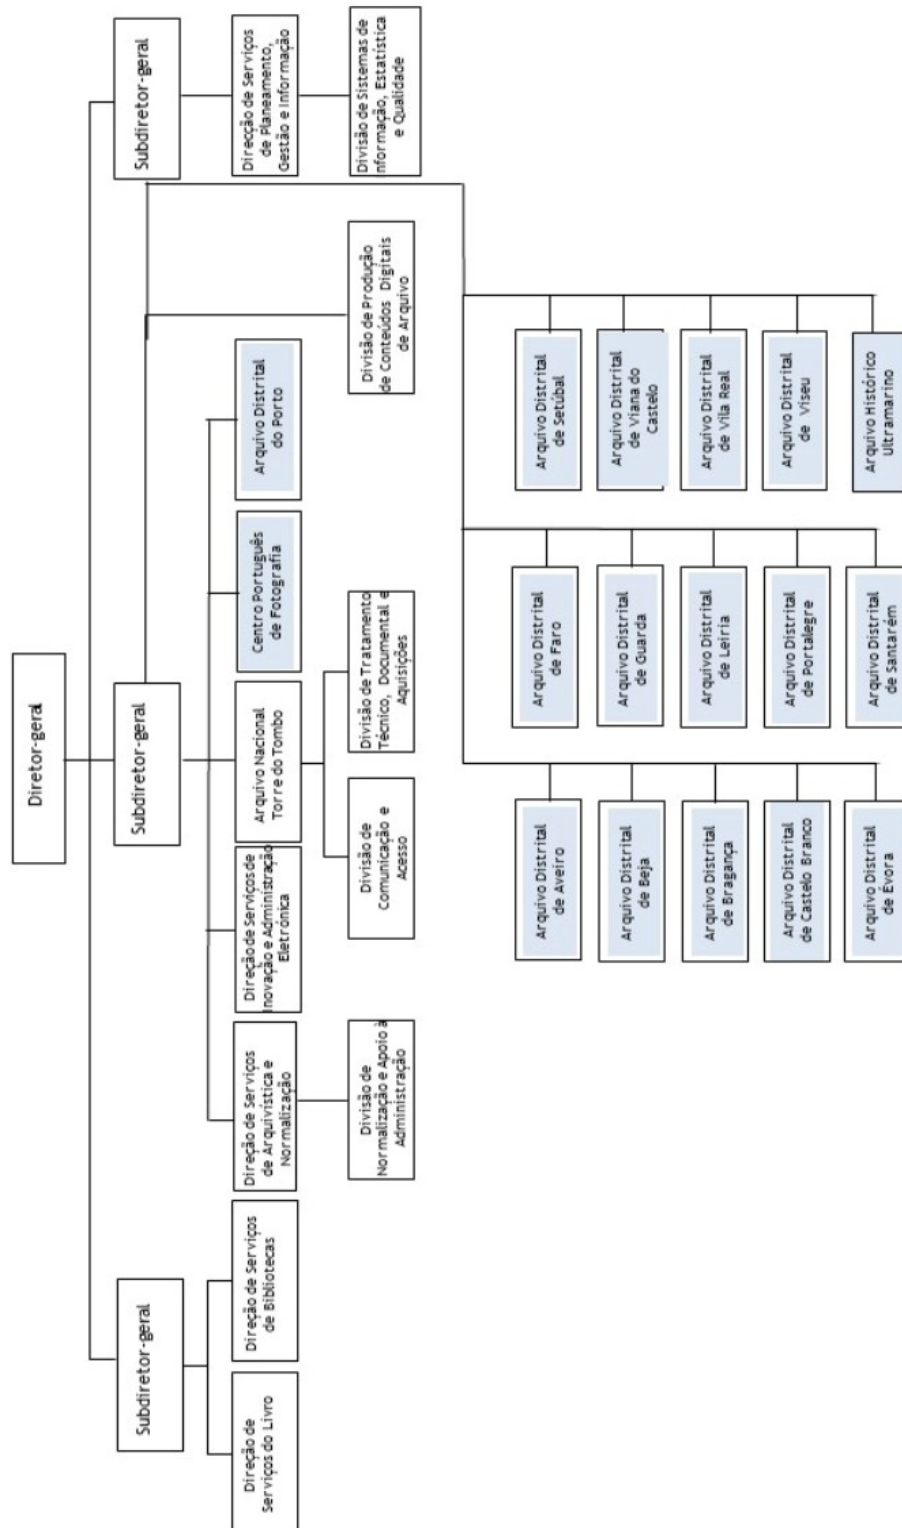 Diretor-geral
Subdiretor-geral
Subdiretor-geral
Subdiretor-geral
Direção de
Serviços do Livro
Direção de Serviços
de Bibliotecas
Direção de Serviços
de Arquivística e
Normalização
Direção de Serviços de
Inovação e Administração
Eletrónica
Arquivo Nacional
Torre do Tombo
Centro Português
de Fotografia
Arquivo Distrital
do Porto
Direcção de Serviços
de Planeamento,
Gestão e Informação
Divisão de
Normalização e Apoio à
Administração
Divisão de
Comunicação e
Acesso
Divisão de Tratamento
Técnico, Documental e
Aquisições
Divisão de Produção
de Conteúdos Digitais
de Arquivo
Divisão de Sistemas de
nformação, Estatística
e Qualidade
Arquivo Distrital
de Aveiro
Arquivo Distrital
de Beja
Arquivo Distrital
de Bragança
Arquivo Distrital
de Castelo Branco
Arquivo Distrital
de Évora
Arquivo Distrital
de Faro
Arquivo Distrital
de Guarda
Arquivo Distrital
de Leiria
Arquivo Distrital
de Portalegre
Arquivo Distrital
de Santarém
Arquivo Distrital
de Setúbal
Arquivo Distrital
de Viana do
Castelo
Arquivo Distrital
de Vila Real
Arquivo Distrital
de Viseu
Arquivo Histórico
Ultramarino